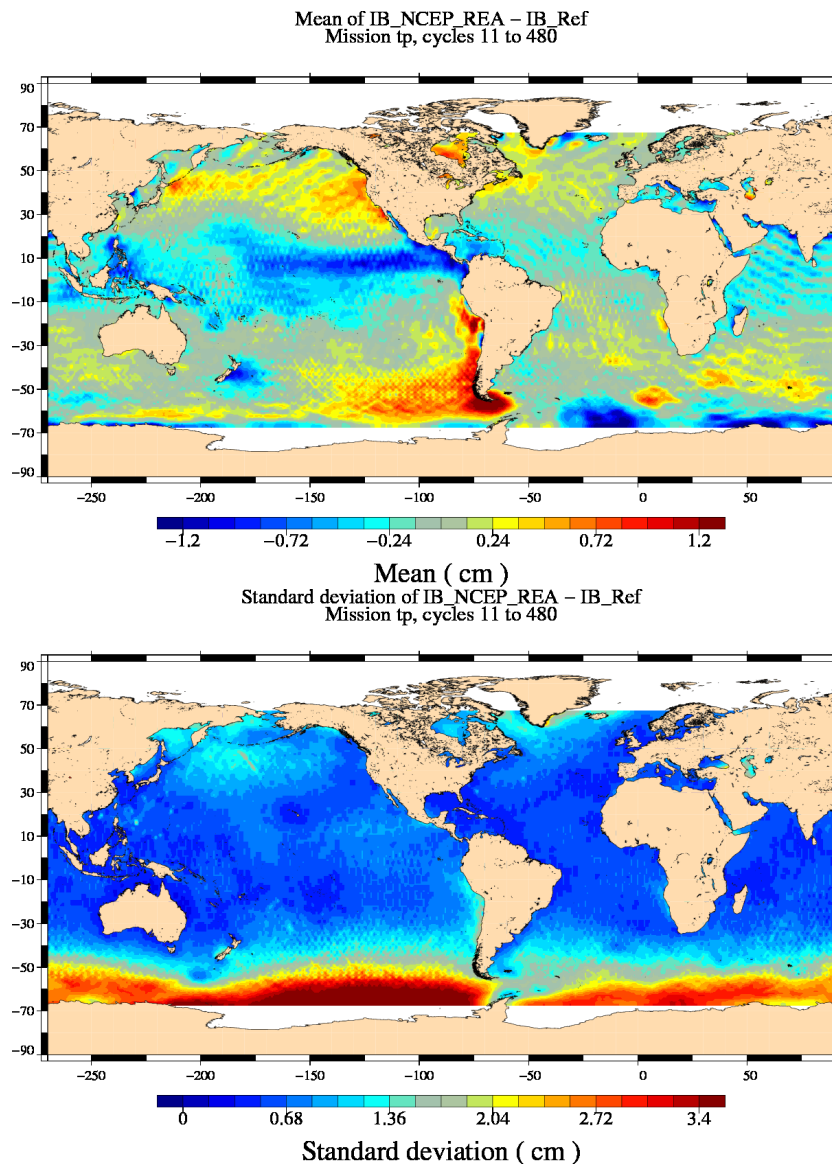 Mean of IB_NCEP_REA − IB_Ref
Mission tp, cycles 11 to 480
90
70
50
30
10
−10
−30
−50
−70
−90
−250 −200 −150 −100 −50 0 50
−1.2 −0.72 −0.24 0.24 0.72 1.2
Mean ( cm )
Standard deviation of IB_NCEP_REA − IB_Ref
Mission tp, cycles 11 to 480
90
70
50
30
10
−10
−30
−50
−70
−90
−250 −200 −150 −100 −50 0 50
0 0.68 1.36 2.04 2.72 3.4
Standard deviation ( cm )